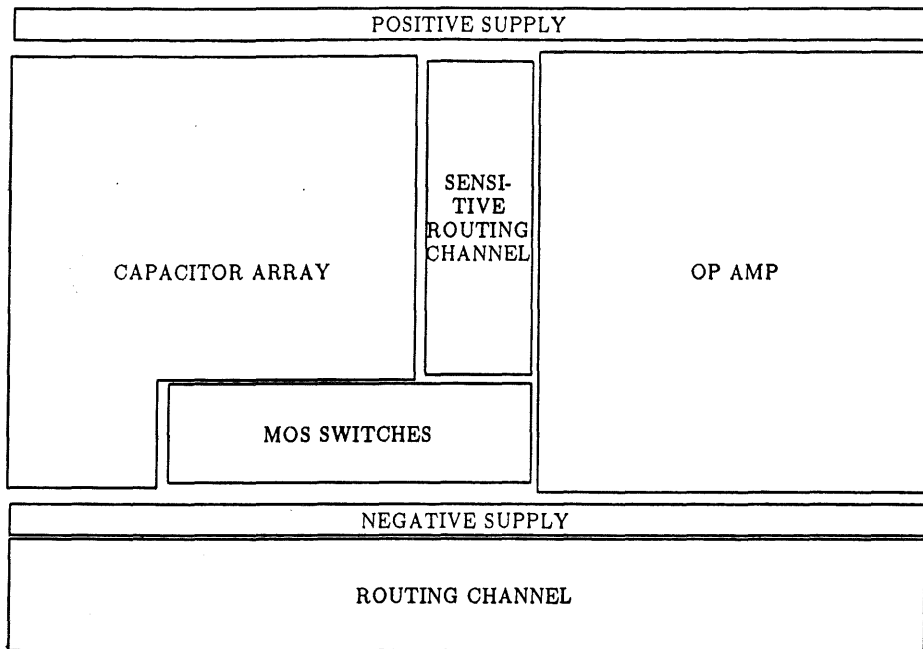 POSITIVE SUPPLY
SENSI-
TIVE
ROUTING
CHANNEL
CAPACITOR ARRAY
OP AMP
MOS SWITCHES
NEGATIVE SUPPLY
ROUTING CHANNEL